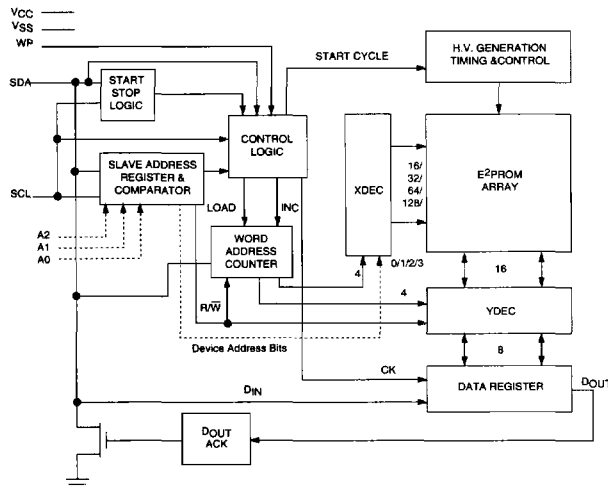 VCC
VSS
WP
SDA
START
STOP
LOGIC
START CYCLE
H.V. GENERATION
TIMING &CONTROL
CONTROL
LOGIC
SLAVE ADDRESS
REGISTER &
COMPARATOR
SCL
A2
A1
A0
LOAD
INC
WORD
ADDRESS
COUNTER
XDEC
16/
32/
64/
128/
E²PROM
ARRAY
0/1/2/3
4
16
R/W̅
4
YDEC
Device Address Bits
8
CK
DIN
DATA REGISTER
DOUT
DOUT
ACK